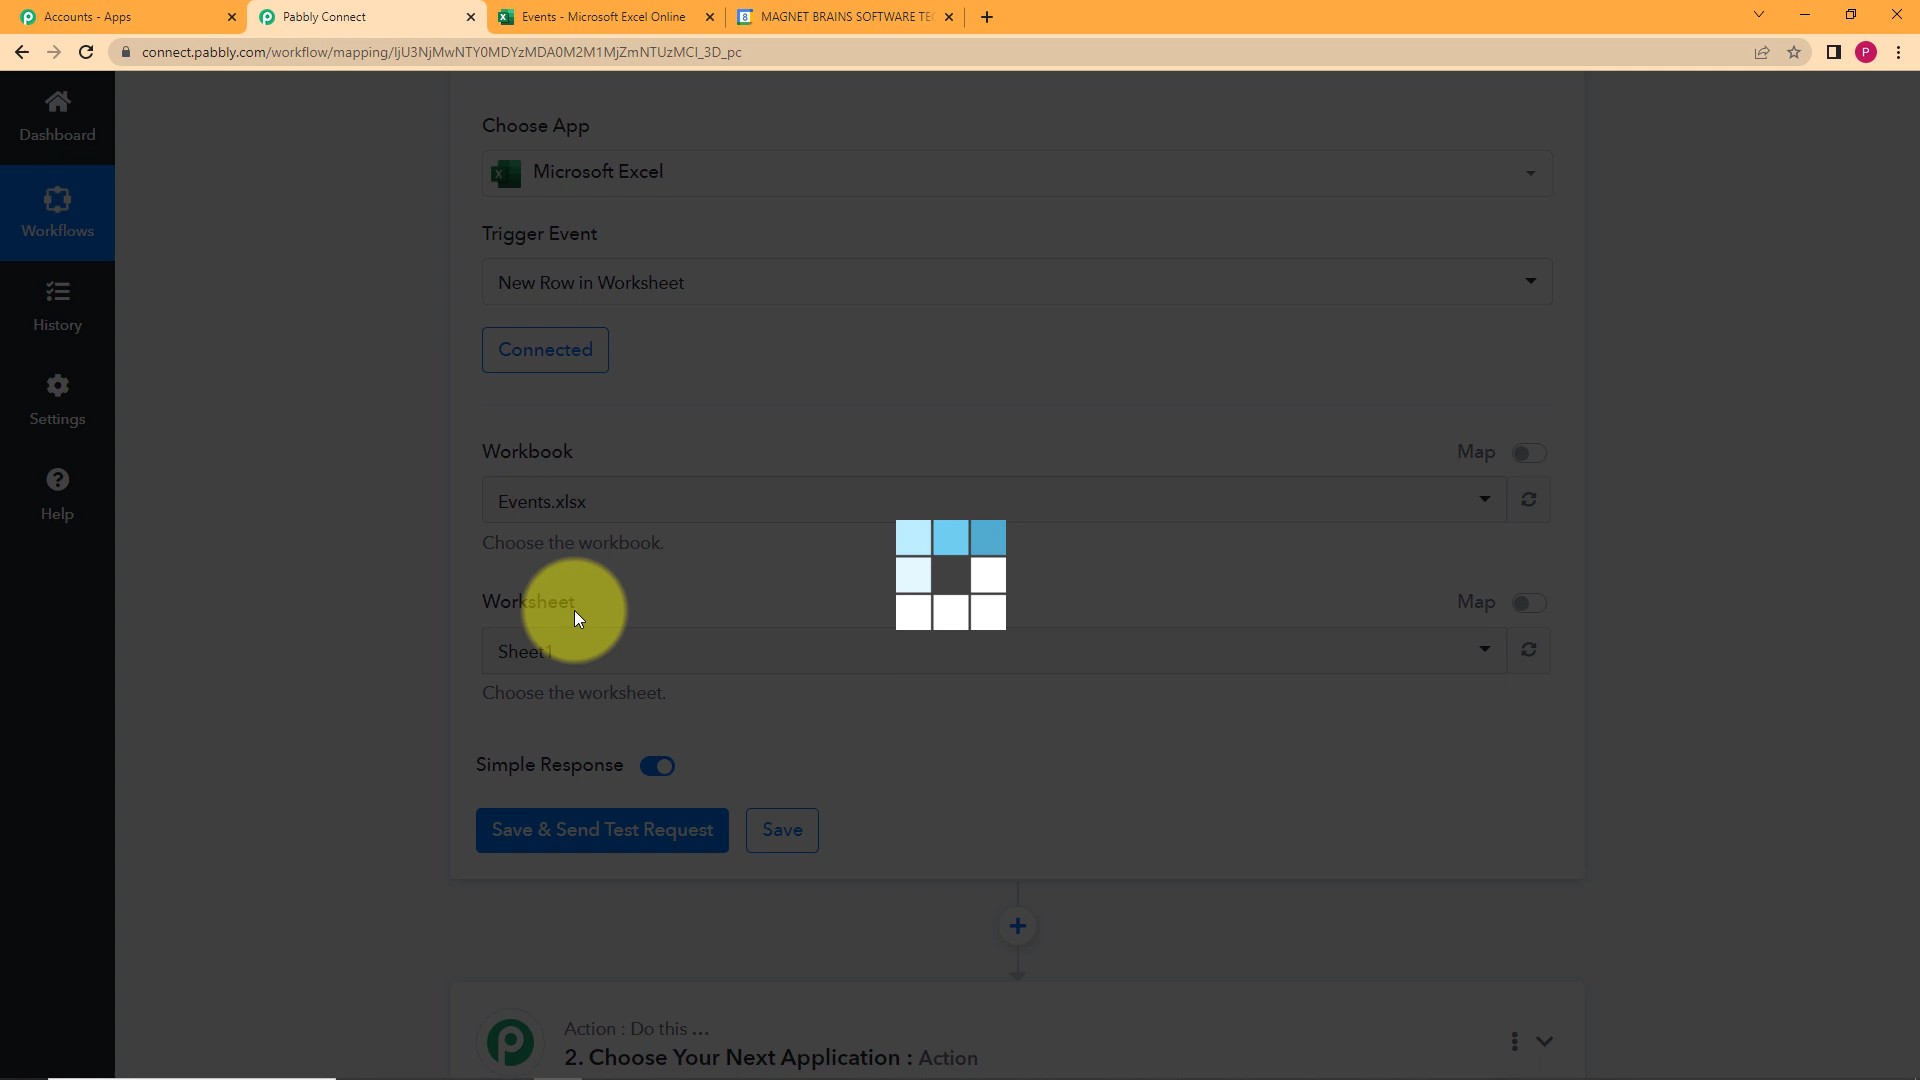 Accounts - Apps
Pabbly Connect
Events - Microsoft Excel Online
MAGNET BRAINS SOFTWARE TEC
connect.pabbly.com/workflow/mapping/IjU3NjMwNTY0MDYzMDA0M2M1MjZmNTUzMCI_3D_pc
P
Dashboard
Workflows
History
Settings
Help
Choose App
Microsoft Excel
Trigger Event
New Row in Worksheet
Connected
Workbook
Map
Events.xlsx
Choose the workbook.
Worksheet
Map
Sheet1
Choose the worksheet.
Simple Response
Save & Send Test Request
Save
Action : Do this ...
2. Choose Your Next Application : Action